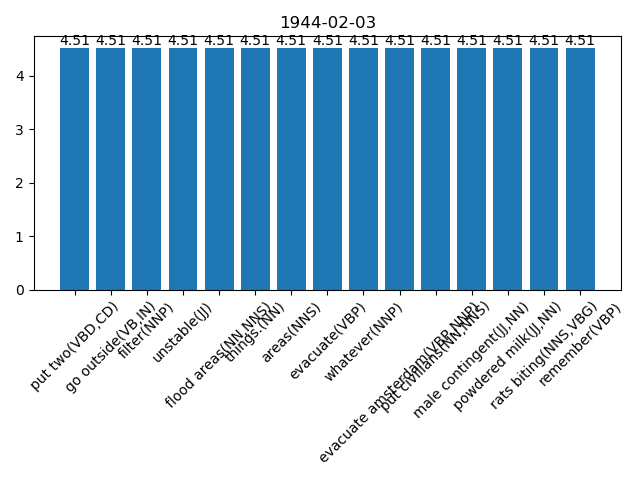 1944-02-03
4.51 4.51 4.51 4.51 4.51 4.51 4.51 4.51 4.51 4.51 4.51 4.51 4.51 4.51 4.51
4
3
2
1
0
put two(VBD,CD)
go outside(VB,IN)
filter(NNP)
unstable(JJ)
flood areas(NN,NNS)
things.(NN)
areas(NNS)
evacuate(VBP)
whatever(NNP)
evacuate amsterdam(VBP,NNP)
put civilians(NN,NNS)
male contingent(JJ,NN)
powdered milk(JJ,NN)
rats biting(NNS,VBG)
remember(VBP)